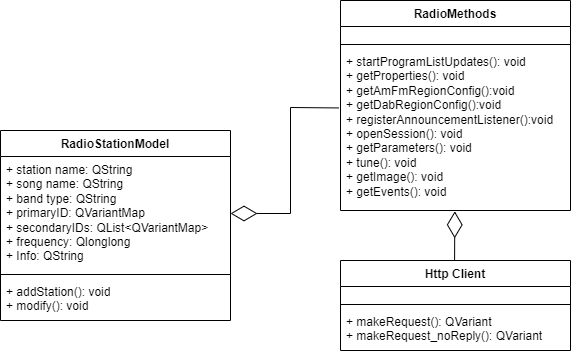 RadioMethods
+ startProgramListUpdates(): void
+ getProperties(): void
+ getAmFmRegionConfig():void
+ getDabRegionConfig():void
+ registerAnnouncementListener():void
+ openSession(): void
+ getParameters(): void
+ tune(): void
+ getImage(): void
+ getEvents(): void
RadioStationModel
+ station name: QString
+ song name: QString
+ band type: QString
+ primaryID: QVariantMap
+ secondaryIDs: QList<QVariantMap>
+ frequency: Qlonglong
+ Info: QString
+ addStation(): void
+ modify(): void
Http Client
+ makeRequest(): QVariant
+ makeRequest_noReply(): QVariant